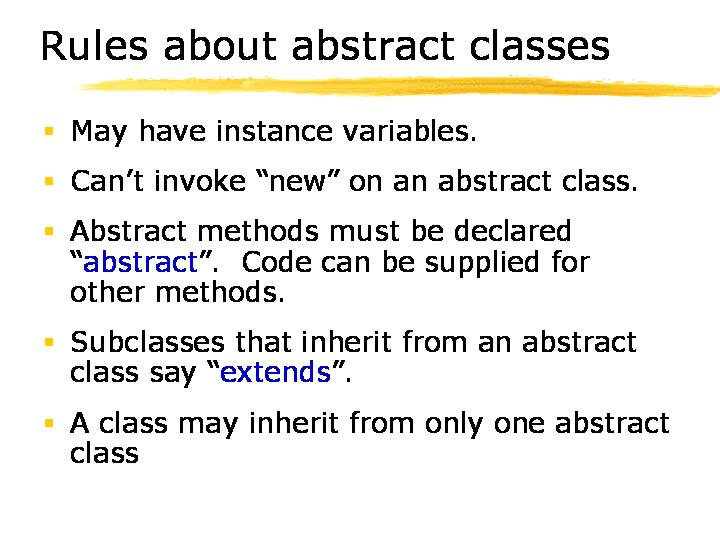 Rules about abstract classes
▪ May have instance variables.
▪ Can’t invoke “new” on an abstract class.
▪ Abstract methods must be declared
“abstract”.  Code can be supplied for
other methods.
▪ Subclasses that inherit from an abstract
class say “extends”.
▪ A class may inherit from only one abstract
class